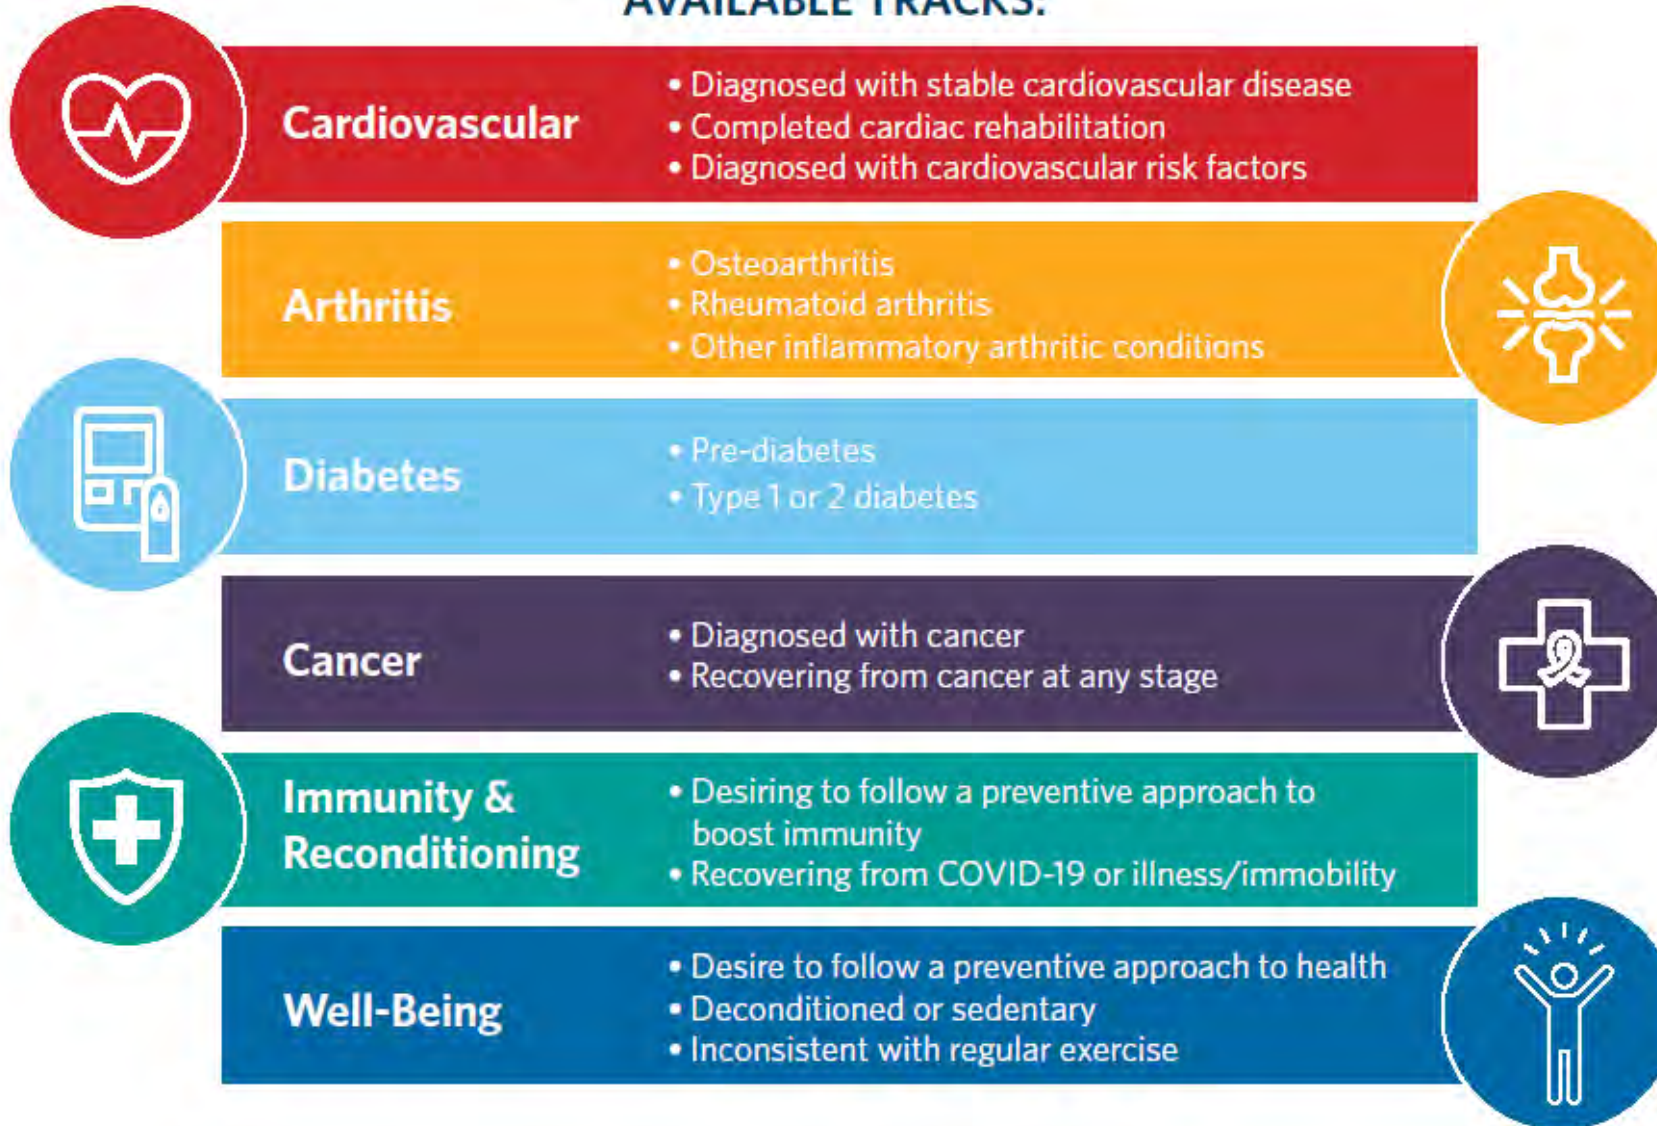 AVAILABLE TRACKS:
Cardiovascular
• Diagnosed with stable cardiovascular disease
• Completed cardiac rehabilitation
• Diagnosed with cardiovascular risk factors
Arthritis
• Osteoarthritis
• Rheumatoid arthritis
• Other inflammatory arthritic conditions
Diabetes
• Pre-diabetes
• Type 1 or 2 diabetes
Cancer
• Diagnosed with cancer
• Recovering from cancer at any stage
Immunity &
Reconditioning
• Desiring to follow a preventive approach to
boost immunity
• Recovering from COVID-19 or illness/immobility
Well-Being
• Desire to follow a preventive approach to health
• Deconditioned or sedentary
• Inconsistent with regular exercise